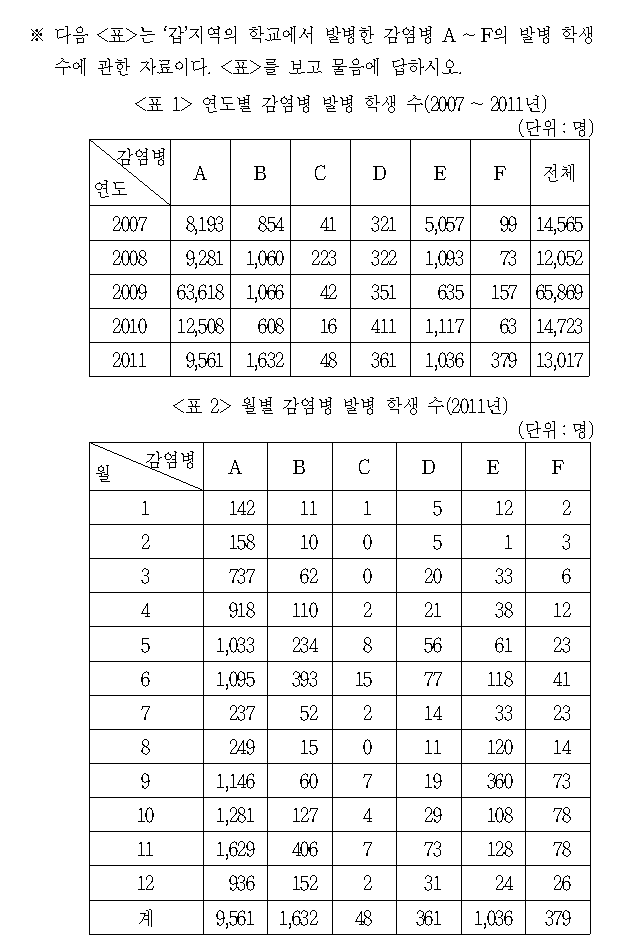 ※ 다음 <표>는 ‘갑’지역의 학교에서 발병한 감염병 A ~ F의 발병 학생
수에 관한 자료이다. <표>를 보고 물음에 답하시오.
<표 1> 연도별 감염병 발병 학생 수(2007 ~ 2011년)
(단위 : 명)
연도 감염병 A B C D E F 전체
2007 8,193 854 41 321 5,057 99 14,565
2008 9,281 1,060 223 322 1,093 73 12,052
2009 63,618 1,066 42 351 635 157 65,869
2010 12,508 608 16 411 1,117 63 14,723
2011 9,561 1,632 48 361 1,036 379 13,017
<표 2> 월별 감염병 발병 학생 수(2011년)
(단위 : 명)
월 감염병 A B C D E F
1 142 11 1 5 12 2
2 158 10 0 5 1 3
3 737 62 0 20 33 6
4 918 110 2 21 38 12
5 1,033 234 8 56 61 23
6 1,095 393 15 77 118 41
7 237 52 2 14 33 23
8 249 15 0 11 120 14
9 1,146 60 7 19 360 73
10 1,281 127 4 29 108 78
11 1,629 406 7 73 128 78
12 936 152 2 31 24 26
계 9,561 1,632 48 361 1,036 379